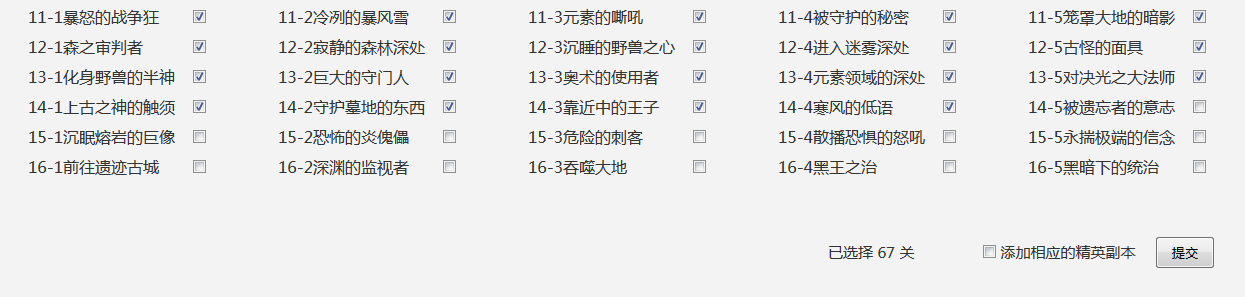 11-1暴怒的战争狂 11-2冷冽的暴风雪 11-3元素的嘶吼 11-4被守护的秘密 11-5笼罩大地的暗影
12-1森之审判者 12-2寂静的森林深处 12-3沉睡的野兽之心 12-4进入迷雾深处 12-5古怪的面具
13-1化身野兽的半神 13-2巨大的守门人 13-3奥术的使用者 13-4元素领域的深处 13-5对决光之大法师
14-1上古之神的触须 14-2守护墓地的东西 14-3靠近中的王子 14-4寒风的低语 14-5被遗忘者的意志
15-1沉眠熔岩的巨像 15-2恐怖的炎傀儡 15-3危险的刺客 15-4散播恐惧的怒吼 15-5永揣极端的信念
16-1前往遗迹古城 16-2深渊的监视者 16-3吞噬大地 16-4黑王之治 16-5黑暗下的统治
已选择 67 关 添加相应的精英副本 提交